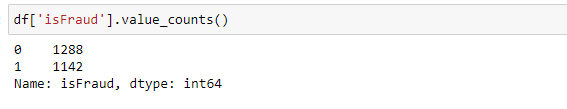 df['isFraud'].value_counts()
0    1288
1    1142
Name: isFraud, dtype: int64